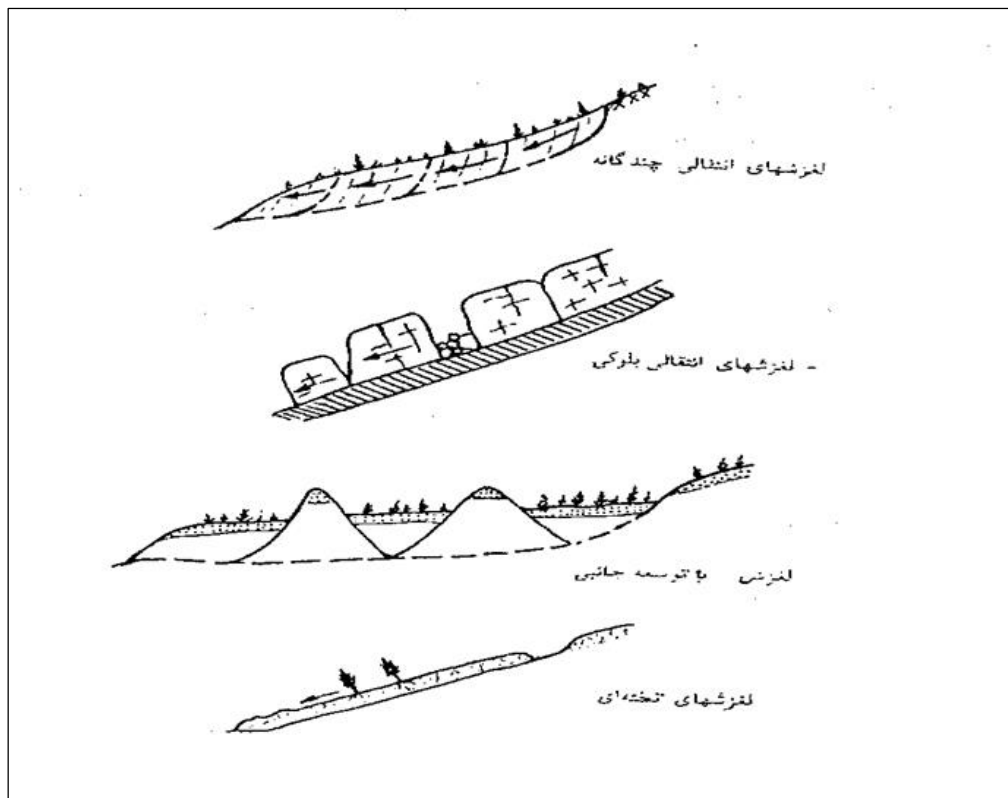 لغزشهای انتقالی چندگانه
- لغزشهای انتقالی بلوکی
لغزش با توسعه جانبی
لغزشهای تخته‌ای